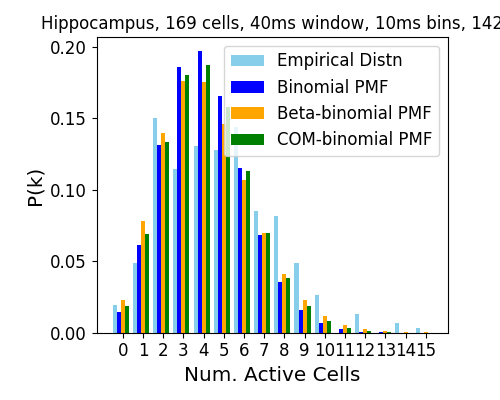 Hippocampus, 169 cells, 40ms window, 10ms bins, 142
0.20
0.15
0.10
0.05
0.00
P(k)
Empirical Distn
Binomial PMF
Beta-binomial PMF
COM-binomial PMF
0 1 2 3 4 5 6 7 8 9 10 11 12 13 14 15
Num. Active Cells